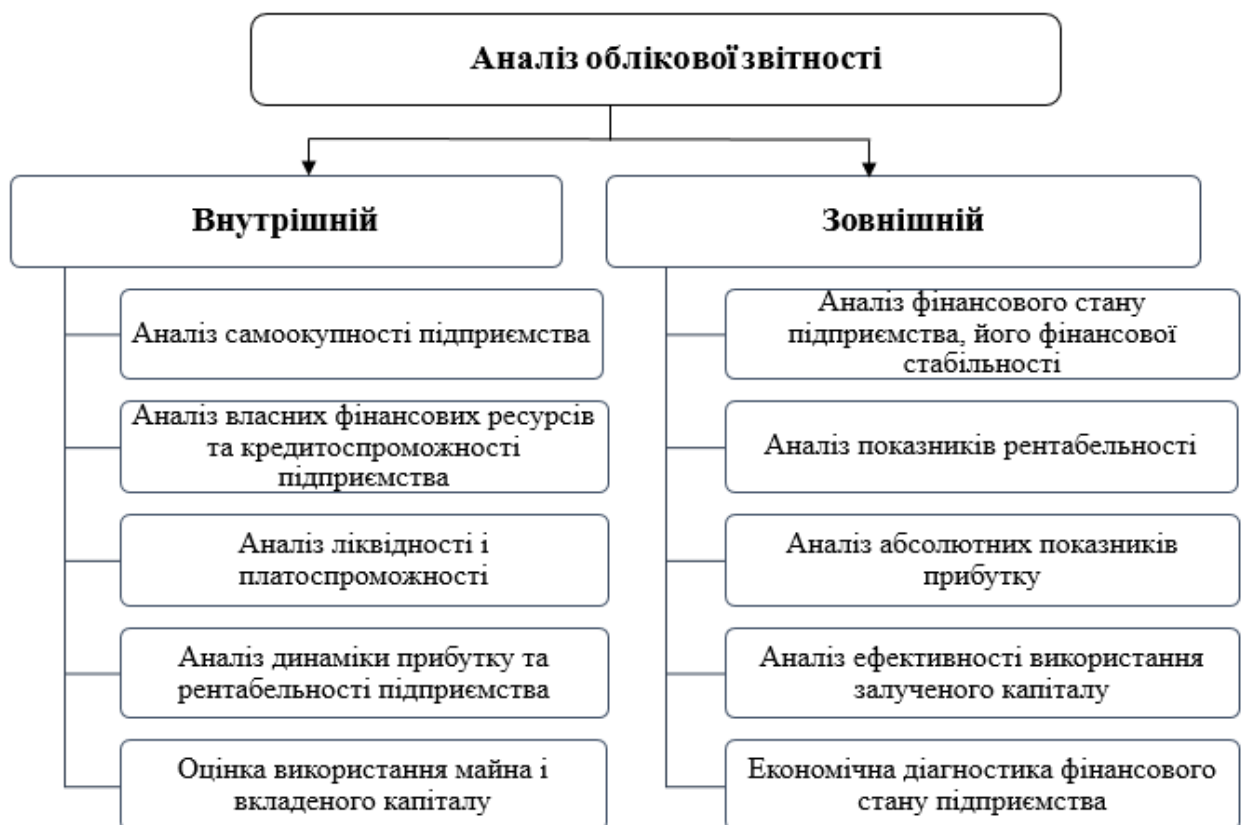 Аналіз облікової звітності
Внутрішній
Аналіз самоокупності підприємства
Аналіз власних фінансових ресурсів
та кредитоспроможності
підприємства
Аналіз ліквідності і
платоспроможності
Аналіз динаміки прибутку та
рентабельності підприємства
Оцінка використання майна і
вкладеного капіталу
Зовнішній
Аналіз фінансового стану
підприємства, його фінансової
стабільності
Аналіз показників рентабельності
Аналіз абсолютних показників
прибутку
Аналіз ефективності використання
залученого капіталу
Економічна діагностика фінансового
стану підприємства